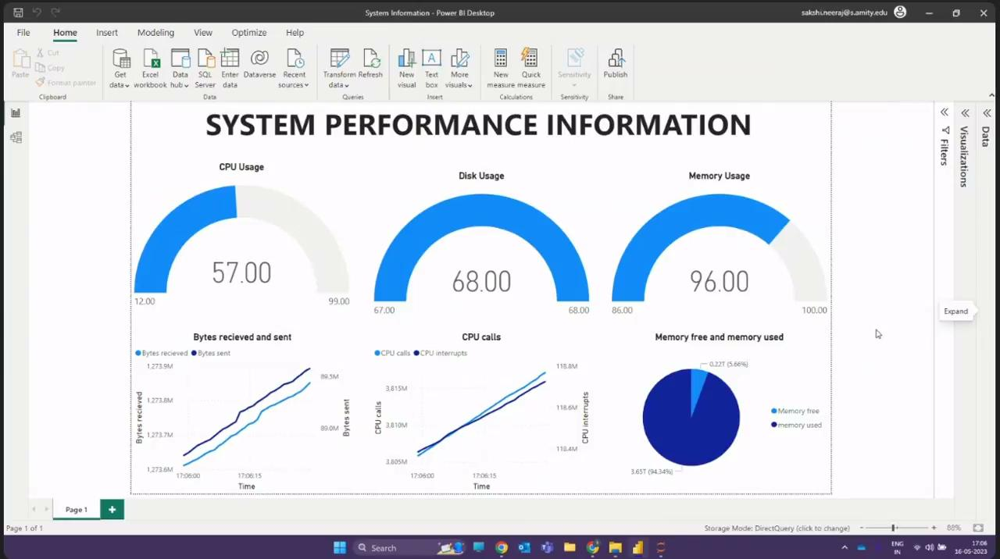 System Information - Power BI Desktop
sakshi.neeraj@s.amity.edu
File Home Insert Modeling View Optimize Help
Paste
Cut
Copy
Format painter
Clipboard
Get data
Excel workbook
Data hub
SQL Server
Enter data
Dataverse
Recent sources
Data
Transform data
Refresh
Queries
New visual
Text box
More visuals
Insert
New measure
Quick measure
Calculations
Sensitivity
Sensitivity
Publish
Share
SYSTEM PERFORMANCE INFORMATION
CPU Usage
57.00
12.00
99.00
Disk Usage
68.00
67.00
68.00
Memory Usage
96.00
86.00
100.00
Bytes recieved and sent
Bytes recieved Bytes sent
1,273.9M
1,273.8M
1,273.7M
1,273.6M
Bytes recieved
89.5M
89.0M
Bytes sent
17:06:00 17:06:15
Time
CPU calls
CPU calls CPU interrupts
3,815M
3,810M
3,805M
CPU calls
118.8M
118.6M
118.4M
CPU interrupts
17:06:00 17:06:15
Time
Memory free and memory used
0.22T (5.66%)
3.65T (94.34%)
Memory free
memory used
Filters
Visualizations
Data
Expand
Page 1
Page 1 of 1
Storage Mode: DirectQuery (click to change)
88%
Search
ENG
IN
17:06
16-05-2023